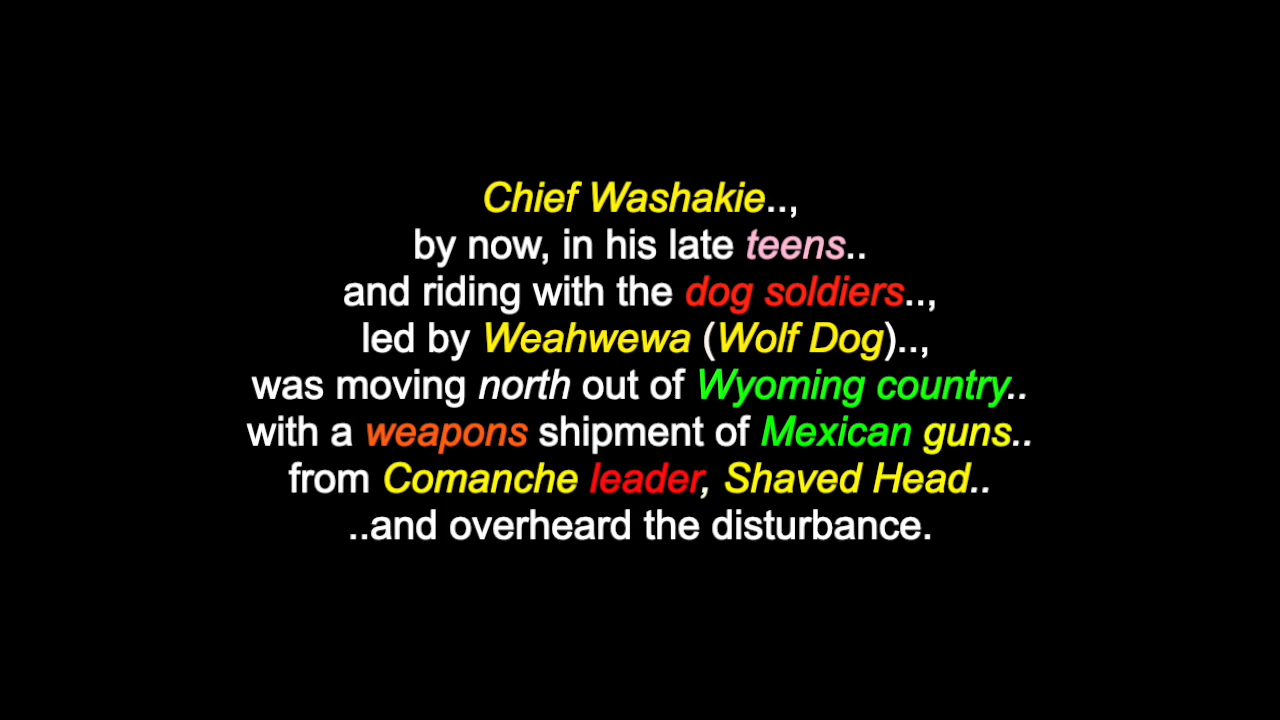 Chief Washakie..,
by now, in his late teens..
and riding with the dog soldiers..,
led by Weahwewa (Wolf Dog)..,
was moving north out of Wyoming country..
with a weapons shipment of Mexican guns..
from Comanche leader, Shaved Head..
..and overheard the disturbance.